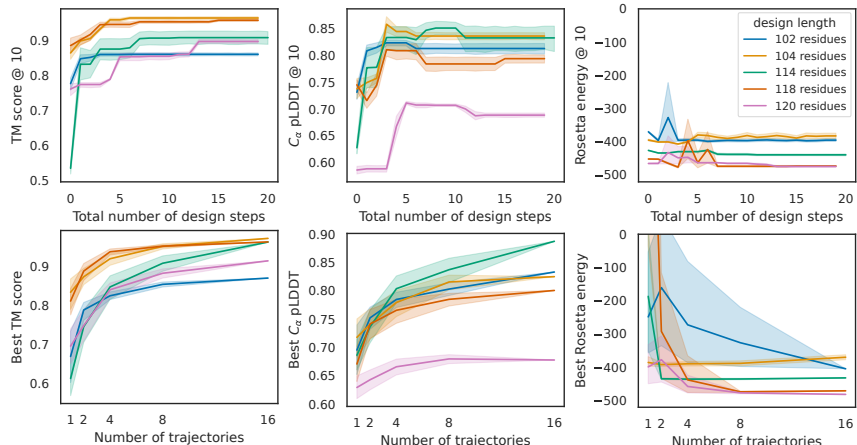 TM score @ 10
0.9
0.8
0.7
0.6
0.5
0 5 10 15 20
Total number of design steps
Cα pLDDT @ 10
0.85
0.80
0.75
0.70
0.65
0.60
0 5 10 15 20
Total number of design steps
Rosetta energy @ 10
0
−100
−200
−300
−400
−500
0 5 10 15 20
Total number of design steps
design length
102 residues
104 residues
114 residues
118 residues
120 residues
Best TM score
0.9
0.8
0.7
0.6
1 2 4 8 16
Number of trajectories
Best Cα pLDDT
0.90
0.85
0.80
0.75
0.70
0.65
0.60
1 2 4 8 16
Number of trajectories
Best Rosetta energy
0
−100
−200
−300
−400
−500
1 2 4 8 16
Number of trajectories